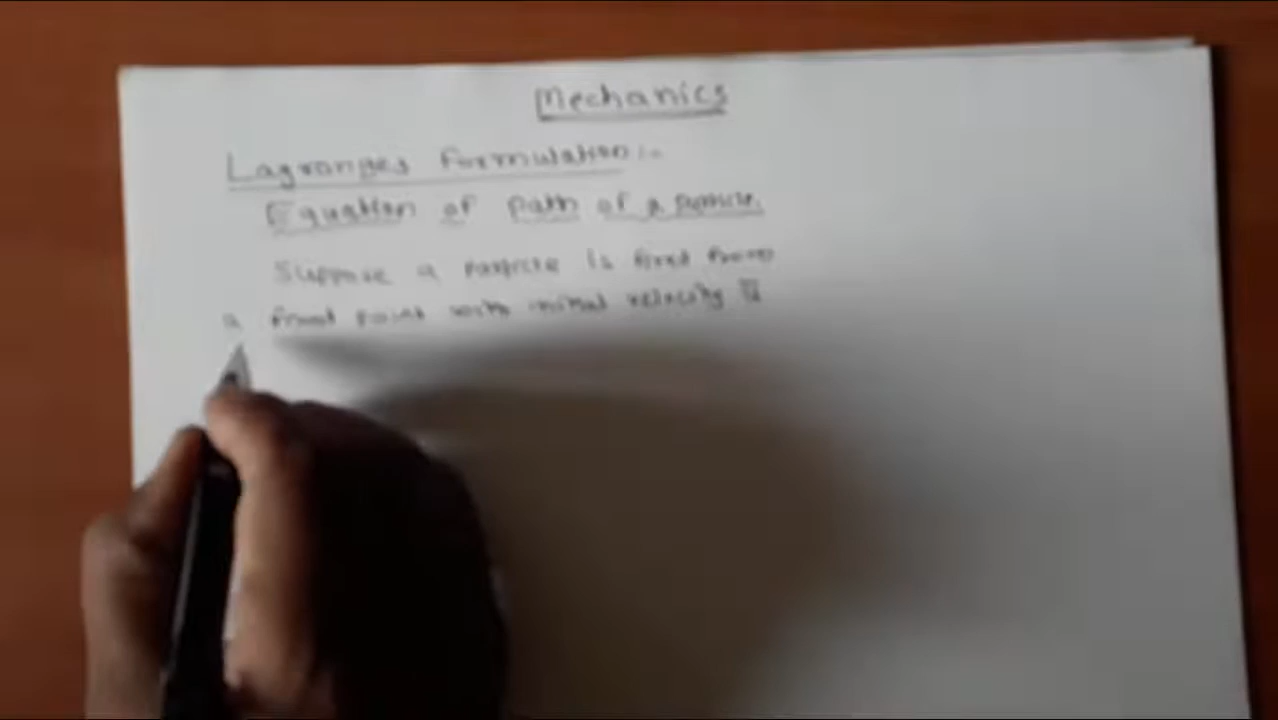 Mechanics
Lagranges Formulation:-
Equation of path of a particle.
Suppose a particle is fired from
a fixed point with initial velocity u